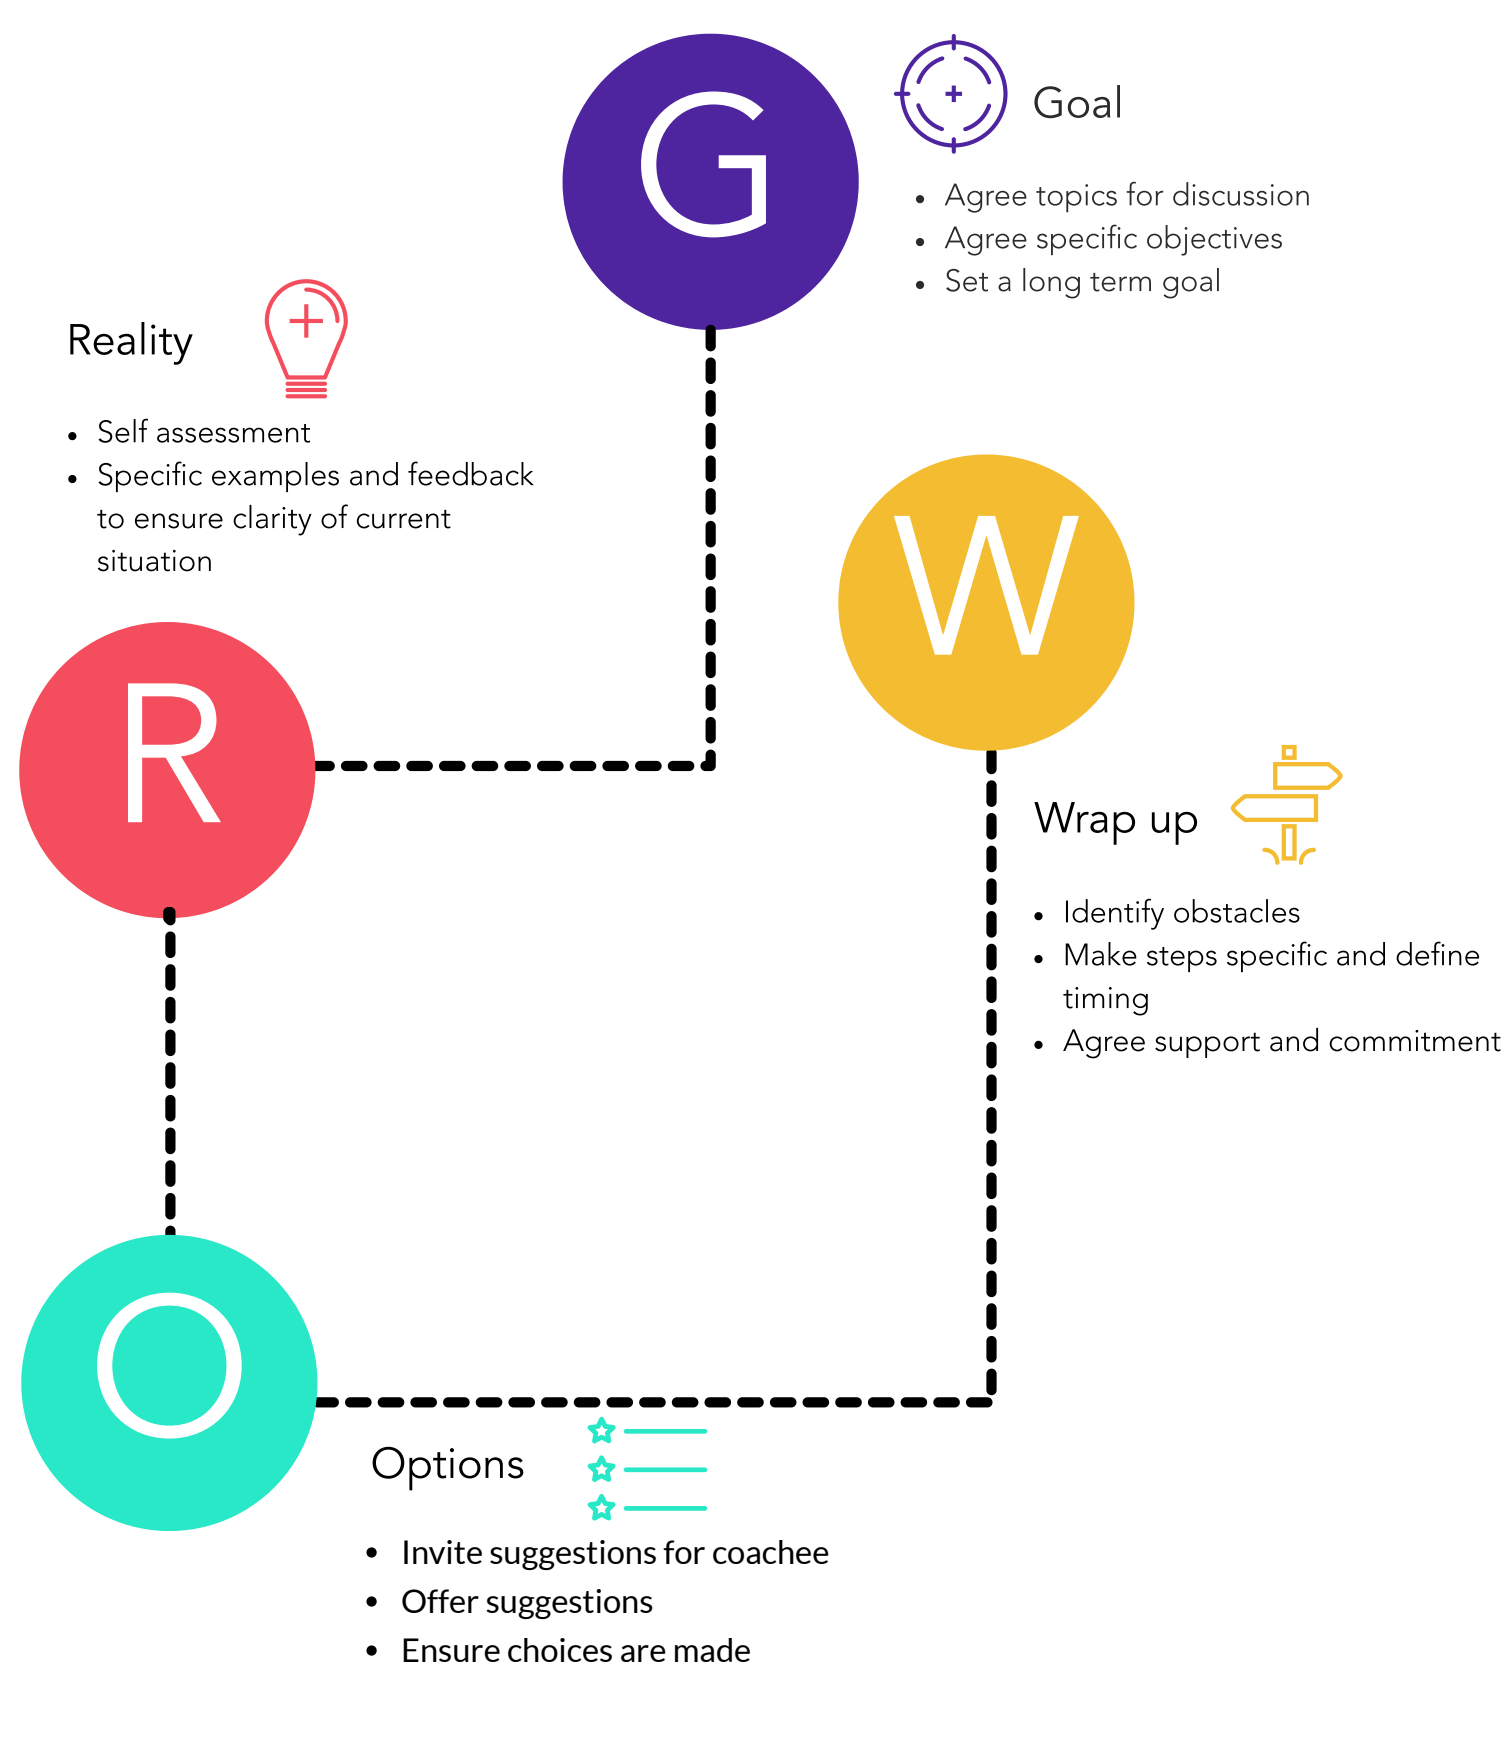 G
Goal
• Agree topics for discussion
• Agree specific objectives
• Set a long term goal
Reality
• Self assessment
• Specific examples and feedback
to ensure clarity of current
situation
R
W
Wrap up
• Identify obstacles
• Make steps specific and define
timing
• Agree support and commitment
O
Options
• Invite suggestions for coachee
• Offer suggestions
• Ensure choices are made